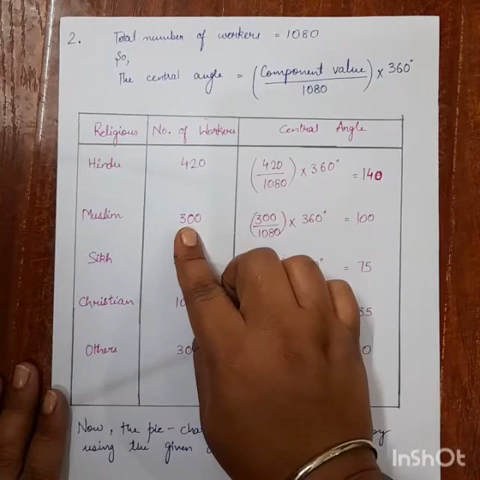 2. Total number of workers = 1080
So,
The central angle = (Component value / 1080) × 360°
Religious No. of Workers Central Angle
Hindu 420 (420/1080) × 360° = 140
Muslim 300 (300/1080) × 360° = 100
Sikh = 75
Christian
Others
Now, the pie-
using the given
by
InShOt